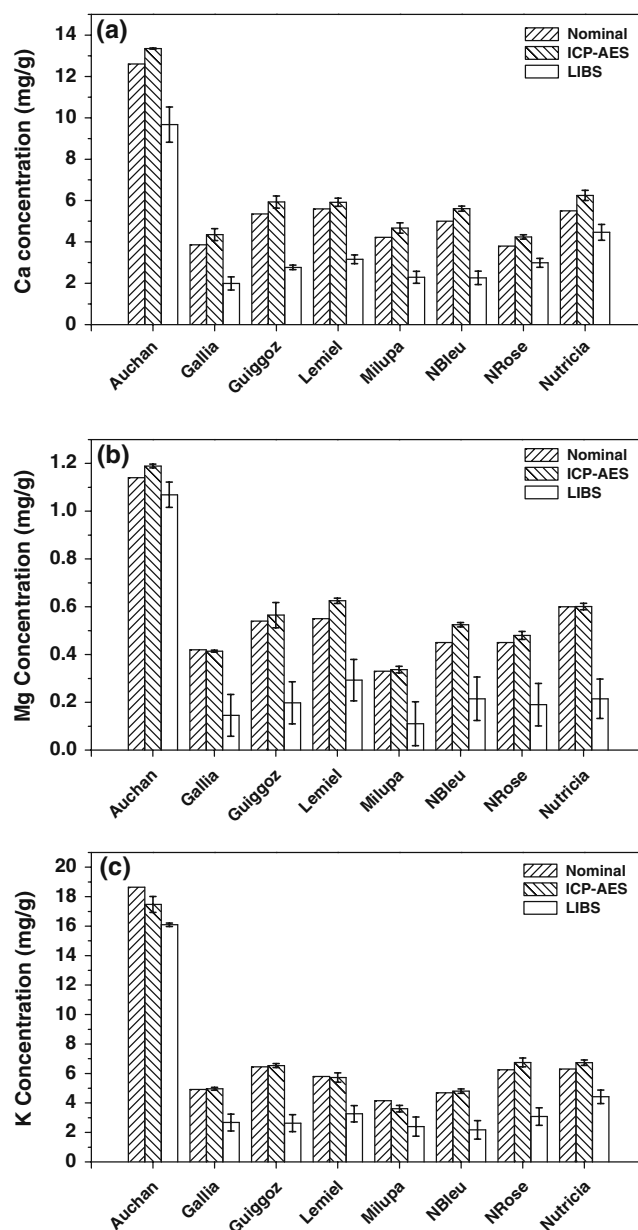 (a)
Nominal
ICP-AES
LIBS
Ca concentration (mg/g)
14
12
10
8
6
4
2
0
Auchan
Gallia
Guiggoz
Lemiel
Milupa
NBleu
NRose
Nutricia
(b)
Nominal
ICP-AES
LIBS
Mg Concentration (mg/g)
1.2
1.0
0.8
0.6
0.4
0.2
0.0
Auchan
Gallia
Guiggoz
Lemiel
Milupa
NBleu
NRose
Nutricia
(c)
Nominal
ICP-AES
LIBS
K Concentration (mg/g)
20
18
16
14
12
10
8
6
4
2
0
Auchan
Gallia
Guiggoz
Lemiel
Milupa
NBleu
NRose
Nutricia